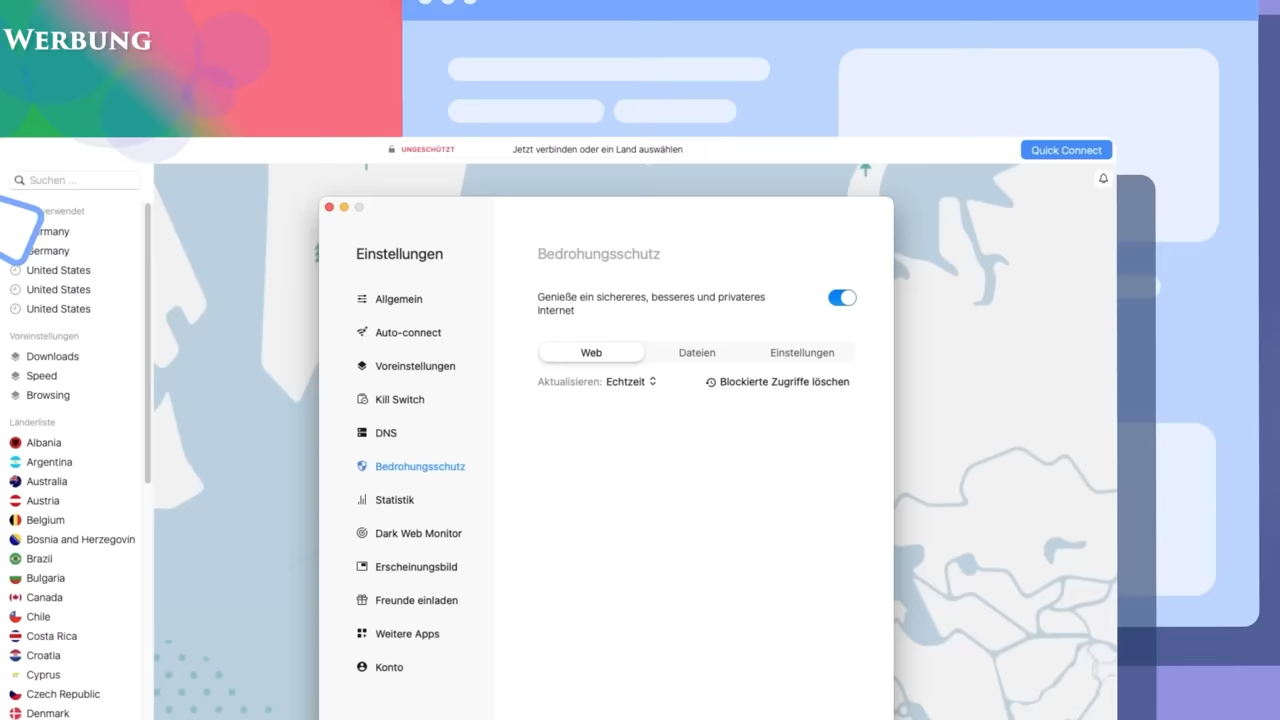 WERBUNG
UNGESCHÜTZT
Jetzt verbinden oder ein Land auswählen
Quick Connect
Suchen ...
verwendet
Germany
United States
United States
United States
Voreinstellungen
Downloads
Speed
Browsing
Länderliste
Albania
Argentina
Australia
Austria
Belgium
Bosnia and Herzegovin
Brazil
Bulgaria
Canada
Chile
Costa Rica
Croatia
Cyprus
Czech Republic
Denmark
Einstellungen
Allgemein
Auto-connect
Voreinstellungen
Kill Switch
DNS
Bedrohungsschutz
Statistik
Dark Web Monitor
Erscheinungsbild
Freunde einladen
Weitere Apps
Konto
Bedrohungsschutz
Genieße ein sichereres, besseres und privateres
Internet
Web
Dateien
Einstellungen
Aktualisieren: Echtzeit
Blockierte Zugriffe löschen